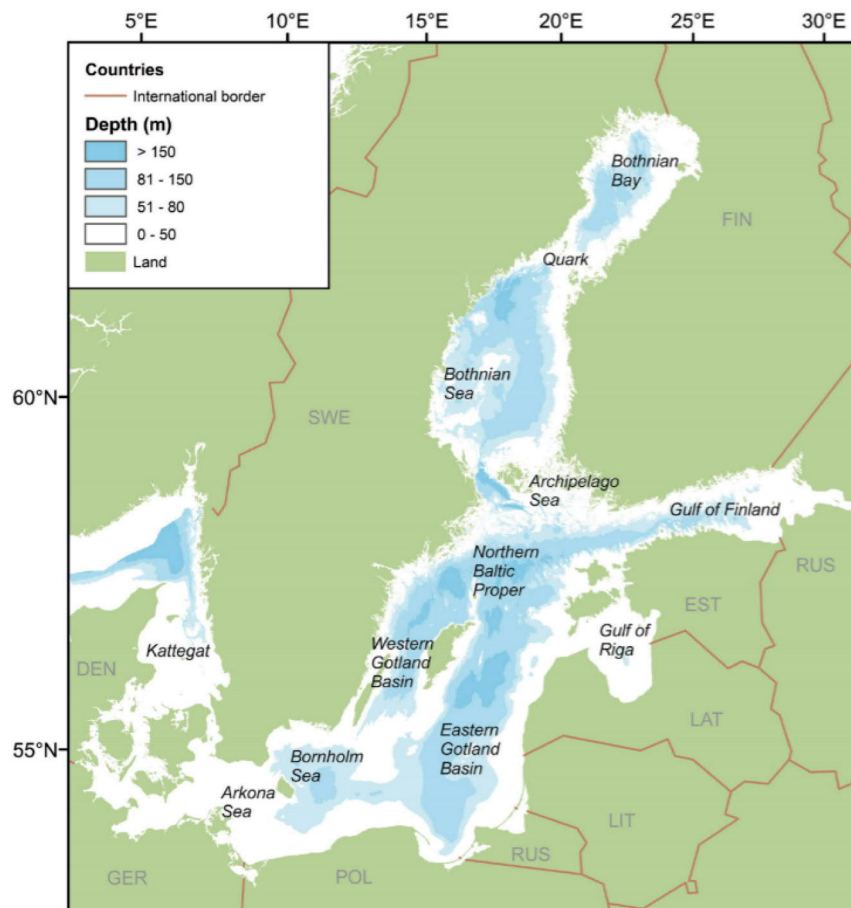 5°E 10°E 15°E 20°E 25°E 30°E
Countries
International border
Depth (m)
> 150
81 - 150
51 - 80
0 - 50
Land
Bothnian
Bay
FIN
Quark
Bothnian
Sea
60°N
SWE
Archipelago
Sea
Gulf of Finland
Northern
Baltic
Proper
RUS
EST
Kattegat
Western
Gotland
Basin
Gulf of
Riga
DEN
LAT
55°N
Eastern
Gotland
Basin
Bornholm
Sea
Arkona
Sea
LIT
RUS
GER
POL